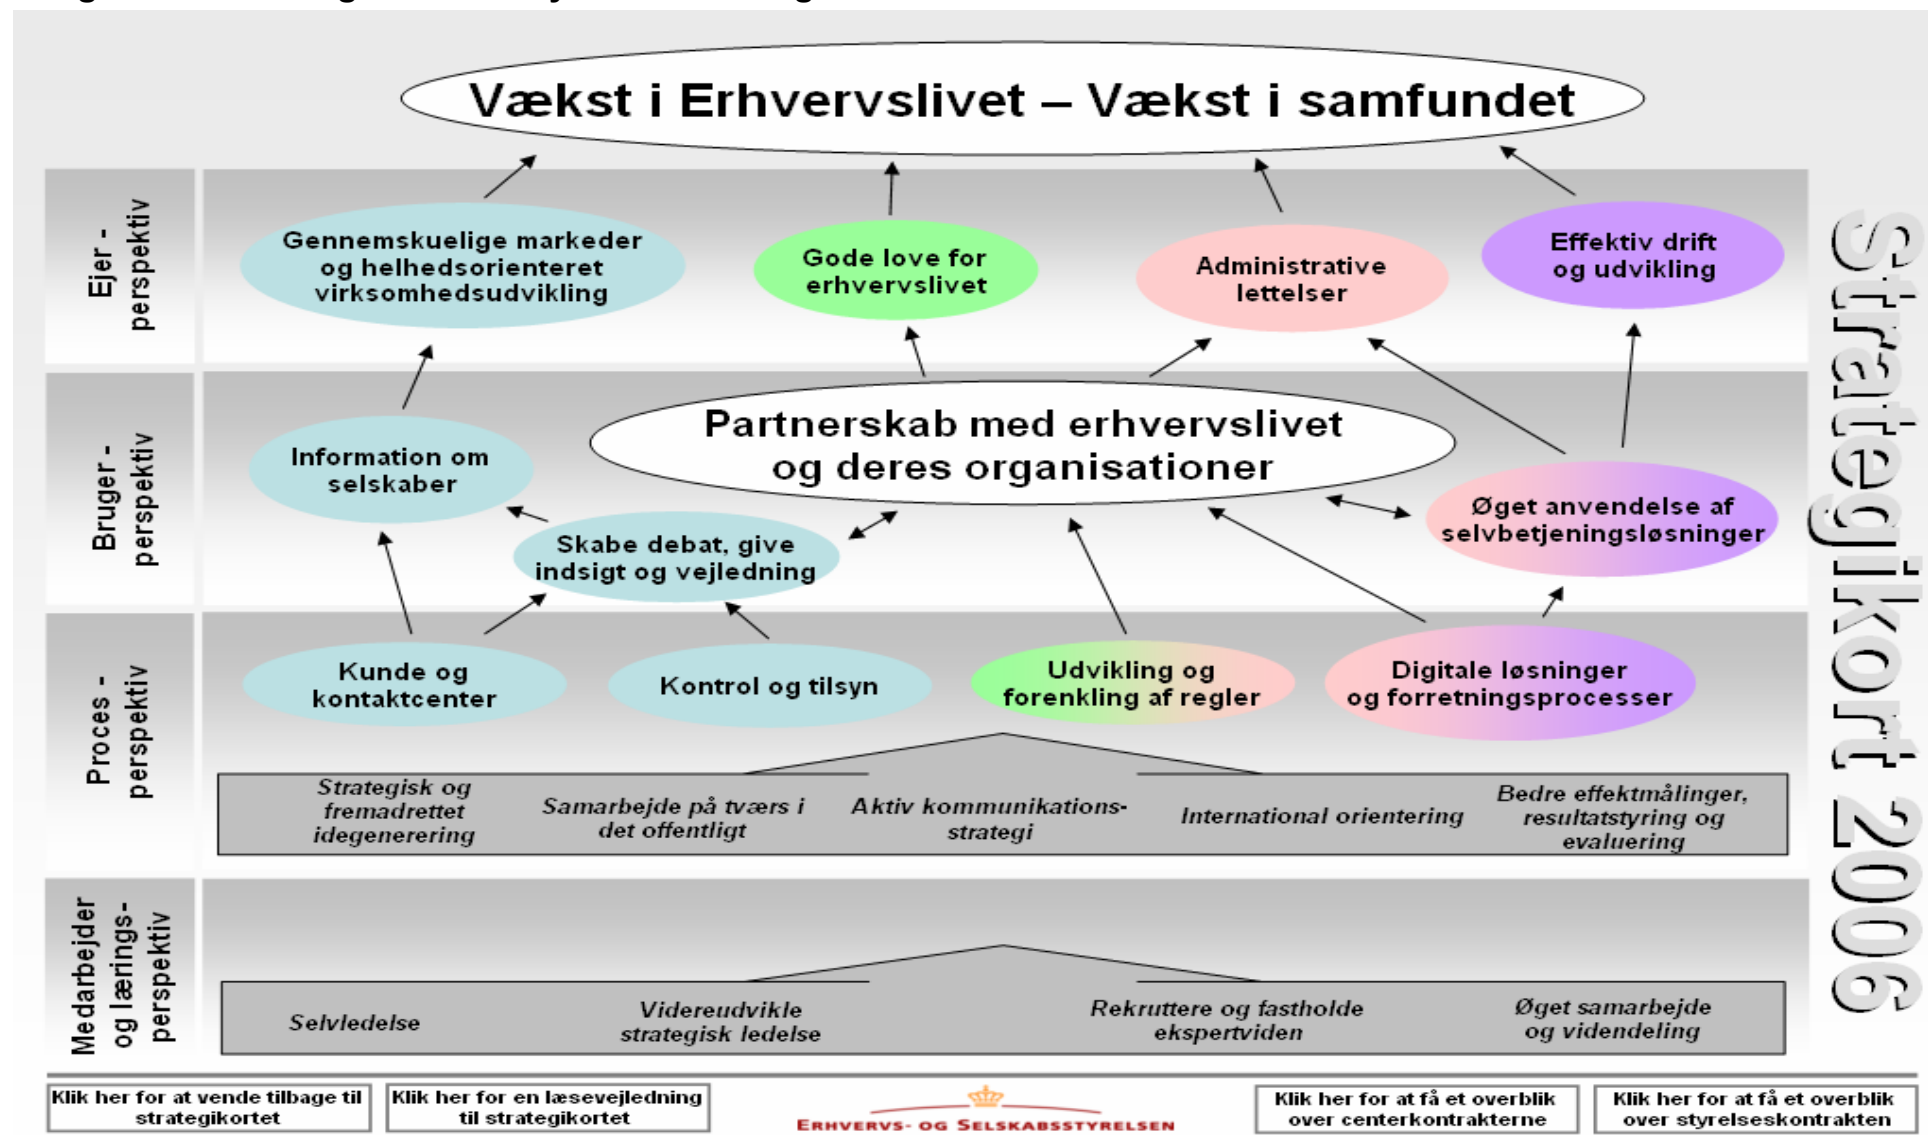 Vækst i Erhvervslivet – Vækst i samfundet
Ejer -
perspektiv
Gennemskuelige markeder
og helhedsorienteret
virksomhedsudvikling
Gode love for
erhvervslivet
Administrative
lettelser
Effektiv drift
og udvikling
Bruger -
perspektiv
Information om
selskaber
Partnerskab med erhvervslivet
og deres organisationer
Skabe debat, give
indsigt og vejledning
Øget anvendelse af
selvbetjeningsløsninger
Proces -
perspektiv
Kunde og
kontaktcenter
Kontrol og tilsyn
Udvikling og
forenkling af regler
Digitale løsninger
og forretningsprocesser
Strategisk og
fremadrettet
idegenerering
Samarbejde på tværs i
det offentligt
Aktiv kommunikations-
strategi
International orientering
Bedre effektmålinger,
resultatstyring og
evaluering
Medarbejder
og lærings-
perspektiv
Selvledelse
Videreudvikle
strategisk ledelse
Rekruttere og fastholde
ekspertviden
Øget samarbejde
og videndeling
Strategikort 2006
Klik her for at vende tilbage til
strategikortet
Klik her for en læsevejledning
til strategikortet
ERHVERVS- OG SELSKABSSTYRELSEN
Klik her for at få et overblik
over centerkontrakterne
Klik her for at få et overblik
over styrelseskontrakten